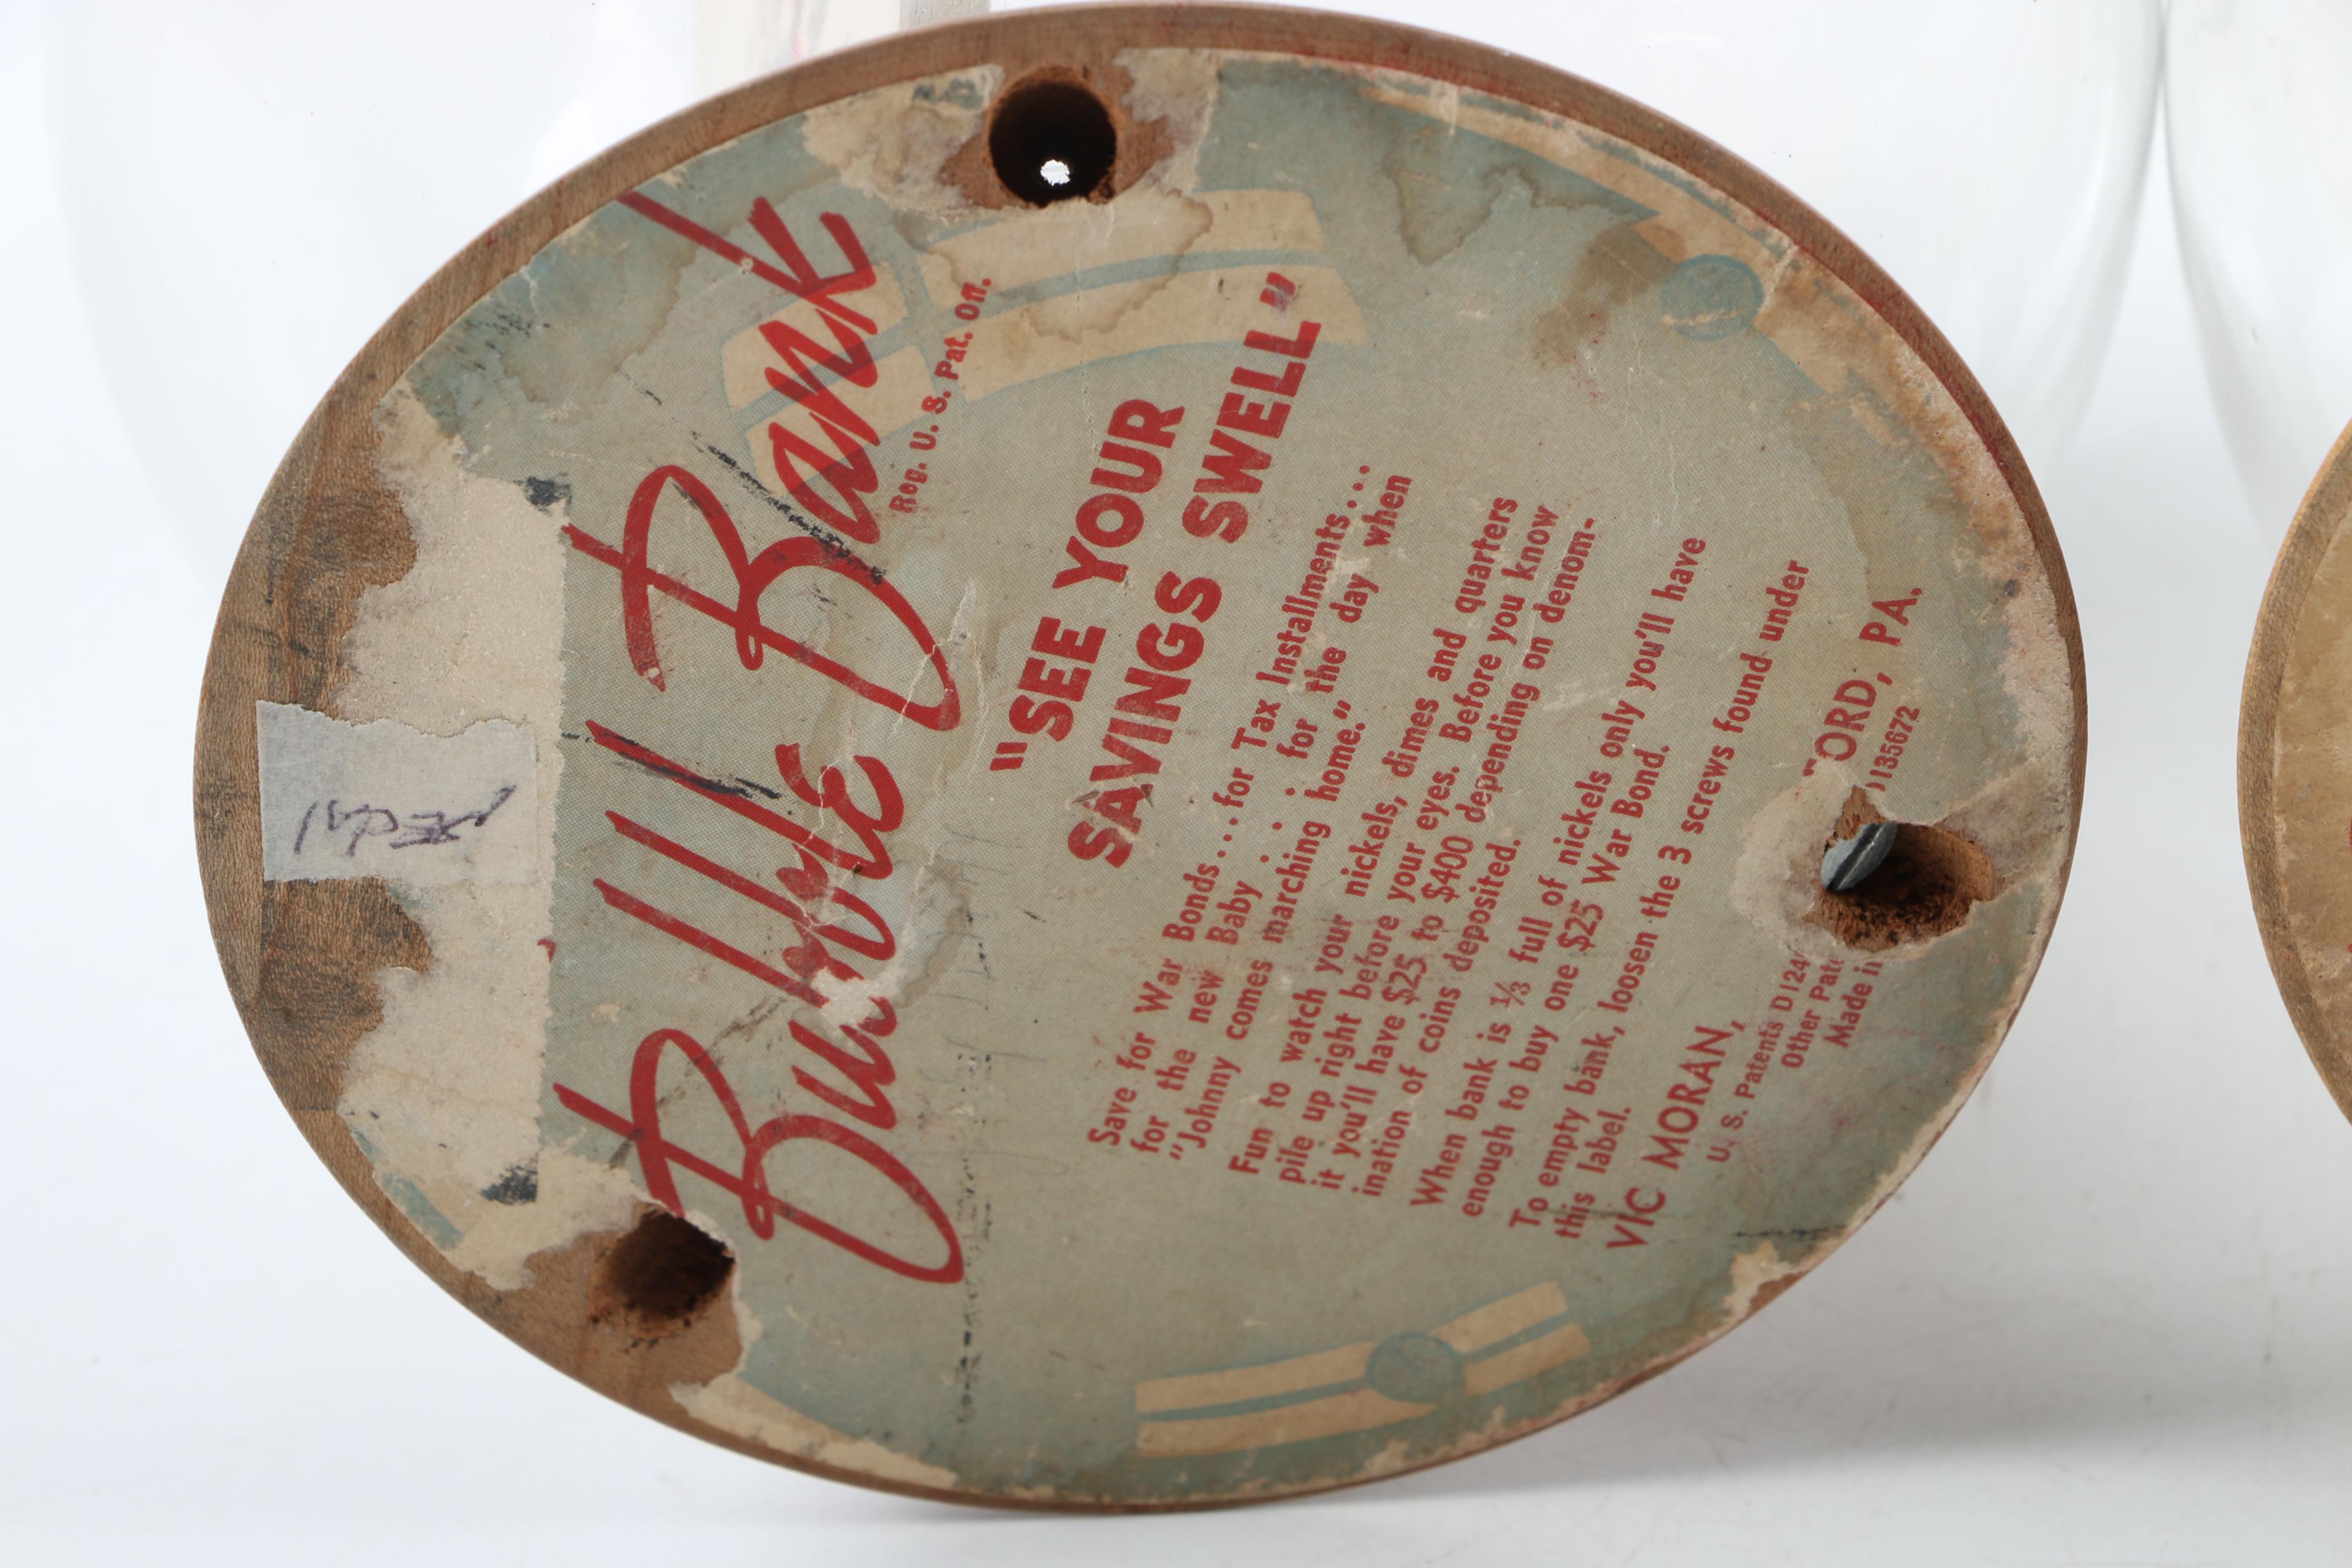 Bubble Bank
Reg. U. S. Pat. Off.
"SEE YOUR
SAVINGS SWELL"
Save for War Bonds...for Tax Installments...
for the new Baby . . . for the day when
"Johnny comes marching home."
Fun to watch your nickels, dimes and quarters
pile up right before your eyes. Before you know
it you'll have $25 to $400 depending on denom-
ination of coins deposited.
When bank is ⅓ full of nickels only you'll have
enough to buy one $25 War Bond.
To empty bank, loosen the 3 screws found under
this label.
VIC MORAN, FORD, PA.
U. S. Patents D124 135672
Other Pate
Made i